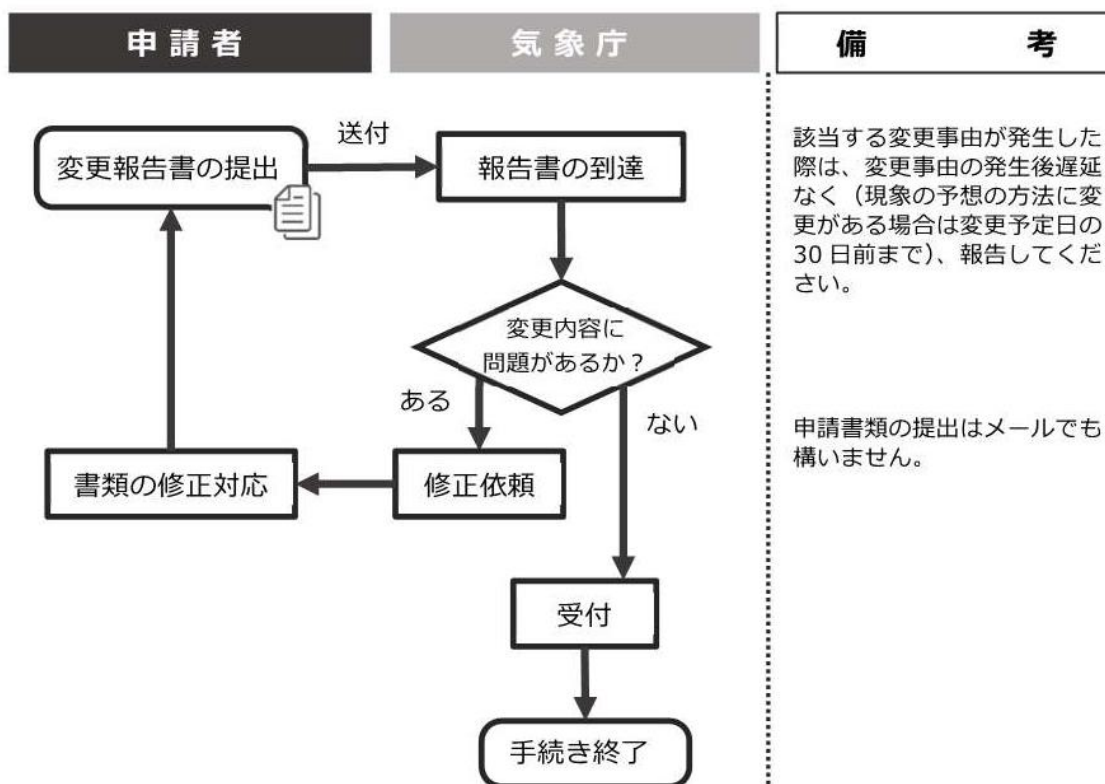 申請者
気象庁
備考
変更報告書の提出
送付
報告書の到達
変更内容に
問題があるか？
ある
ない
書類の修正対応
修正依頼
受付
手続き終了
該当する変更事由が発生した
際は、変更事由の発生後遅延
なく（現象の予想の方法に変
更がある場合は変更予定日の
30 日前まで）、報告してくだ
さい。
申請書類の提出はメールでも
構いません。